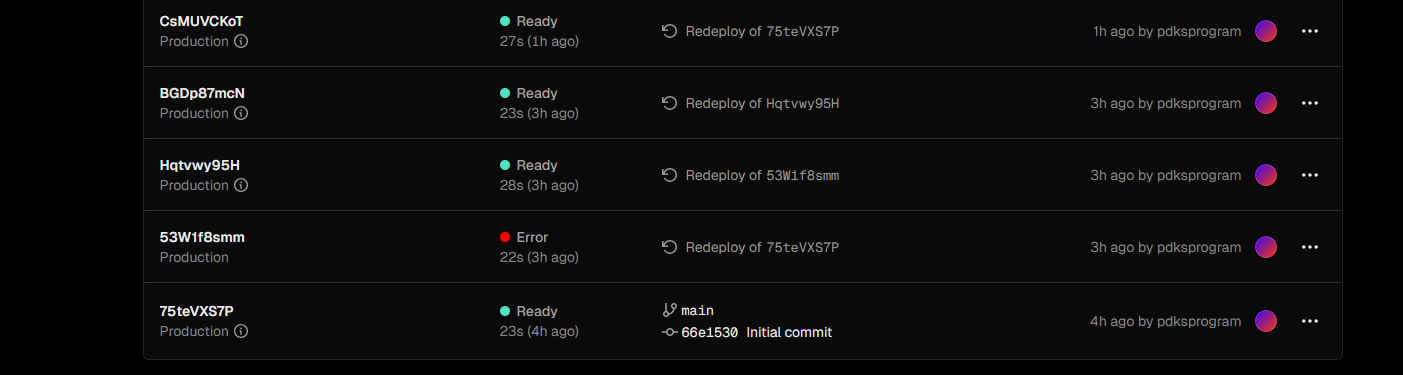 CsMUVCKoT Ready
Redeploy of 75teVXS7P 1h ago by pdksprogram
Production 27s (1h ago)
BGDp87mcN Ready
Redeploy of Hqtvwy95H 3h ago by pdksprogram
Production 23s (3h ago)
Hqtvwy95H Ready
Redeploy of 53W1f8smm 3h ago by pdksprogram
Production 28s (3h ago)
53W1f8smm Error
Redeploy of 75teVXS7P 3h ago by pdksprogram
Production 22s (3h ago)
75teVXS7P Ready main
4h ago by pdksprogram
Production 23s (4h ago) 66e1530 Initial commit